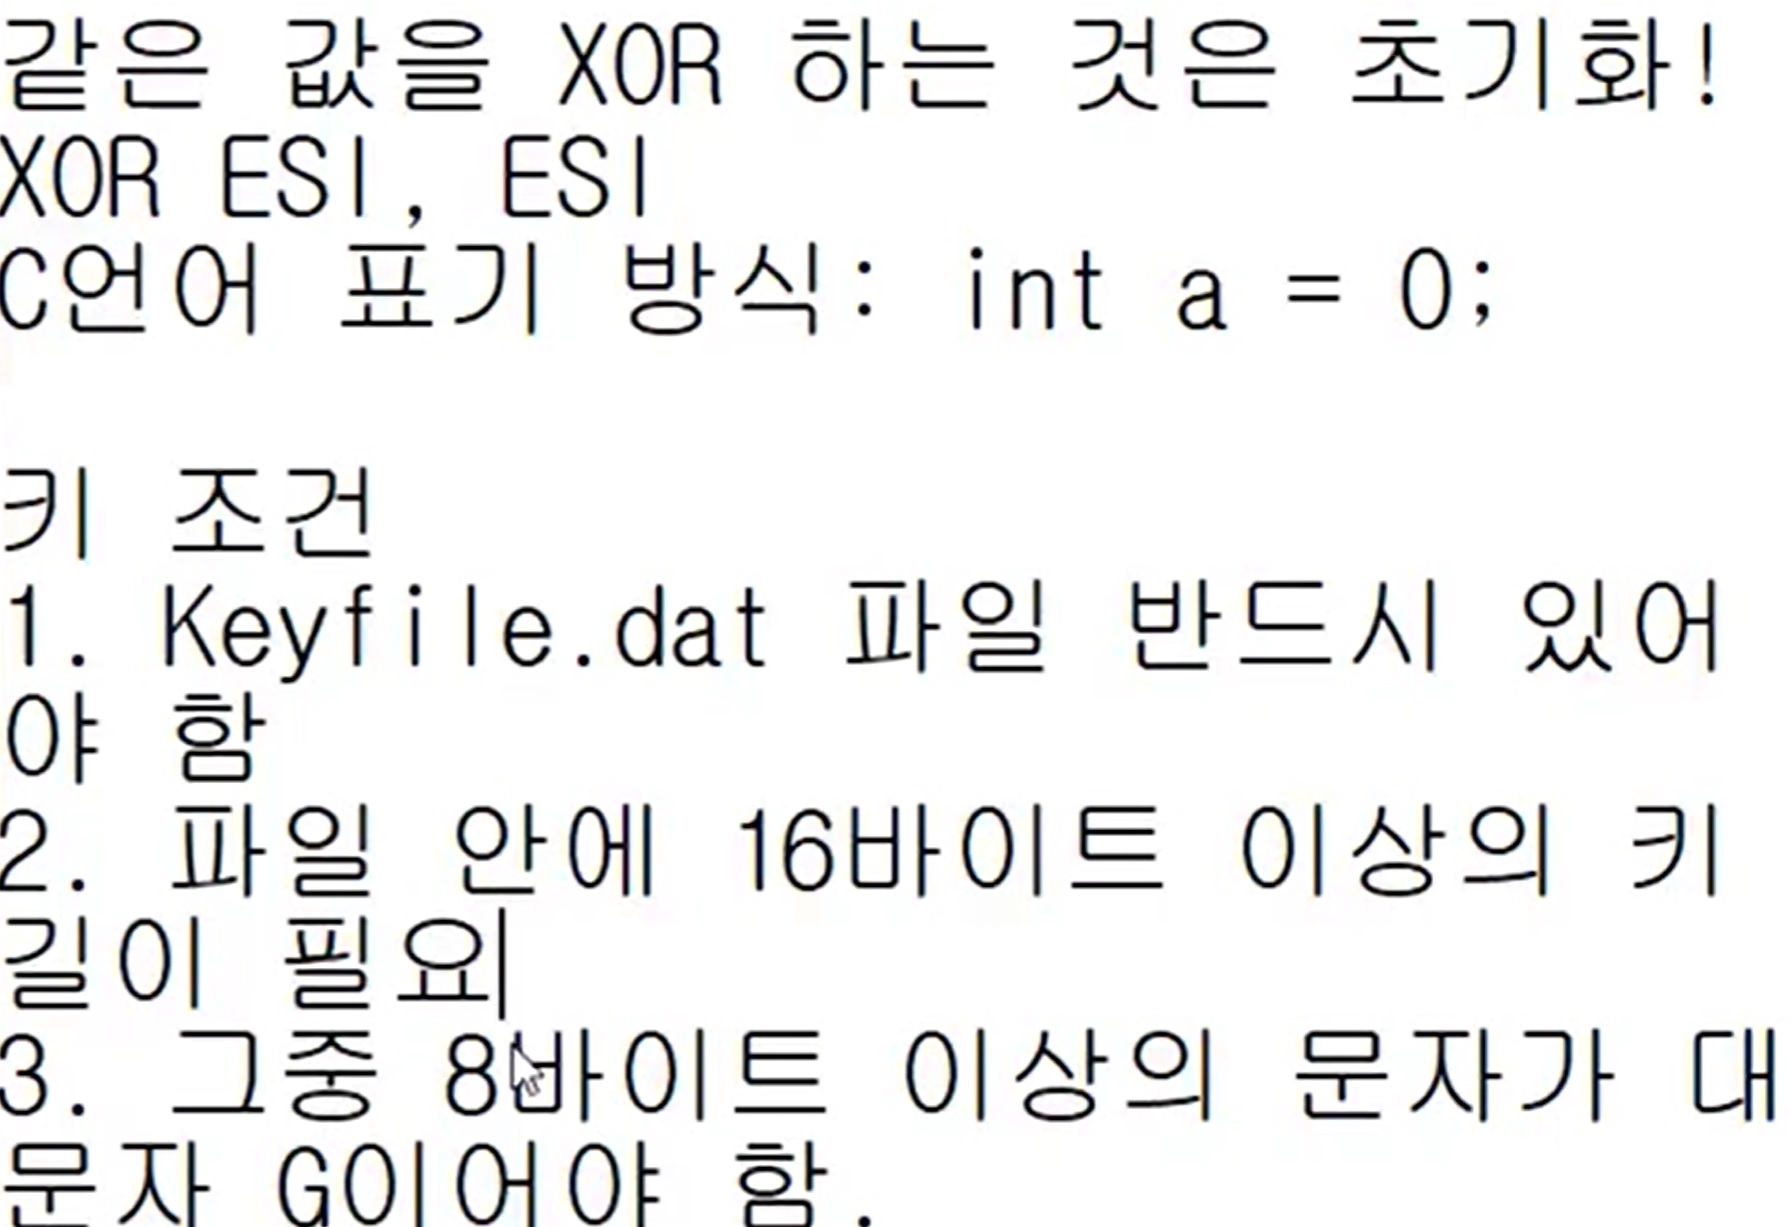 같은 값을 XOR 하는 것은 초기화!
XOR ESI, ESI
C언어 표기 방식: int a = 0;
키 조건
1. Keyfile.dat 파일 반드시 있어
야 함
2. 파일 안에 16바이트 이상의 키
길이 필요
3. 그중 8바이트 이상의 문자가 대
문자 G이어야 함.